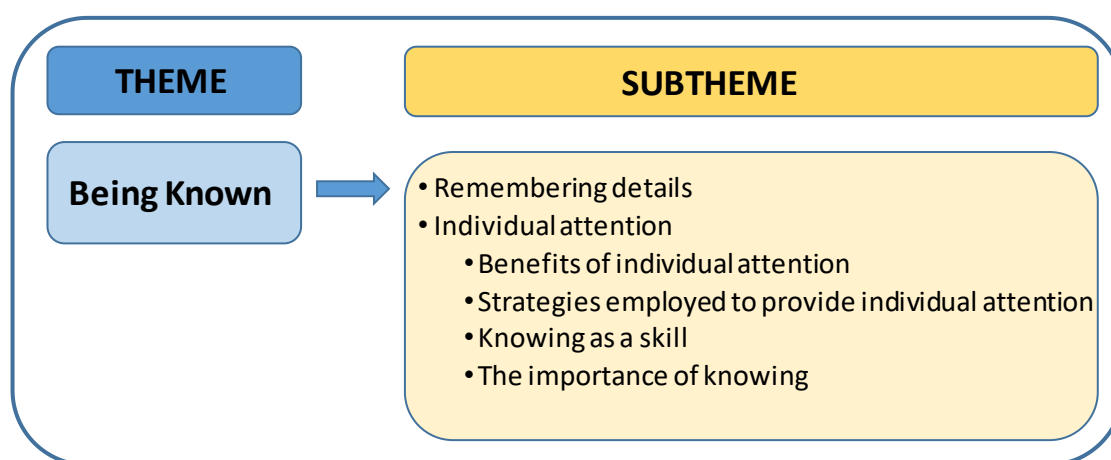 THEME
SUBTHEME
Being Known
• Remembering details
• Individual attention
• Benefits of individual attention
• Strategies employed to provide individual attention
• Knowing as a skill
• The importance of knowing